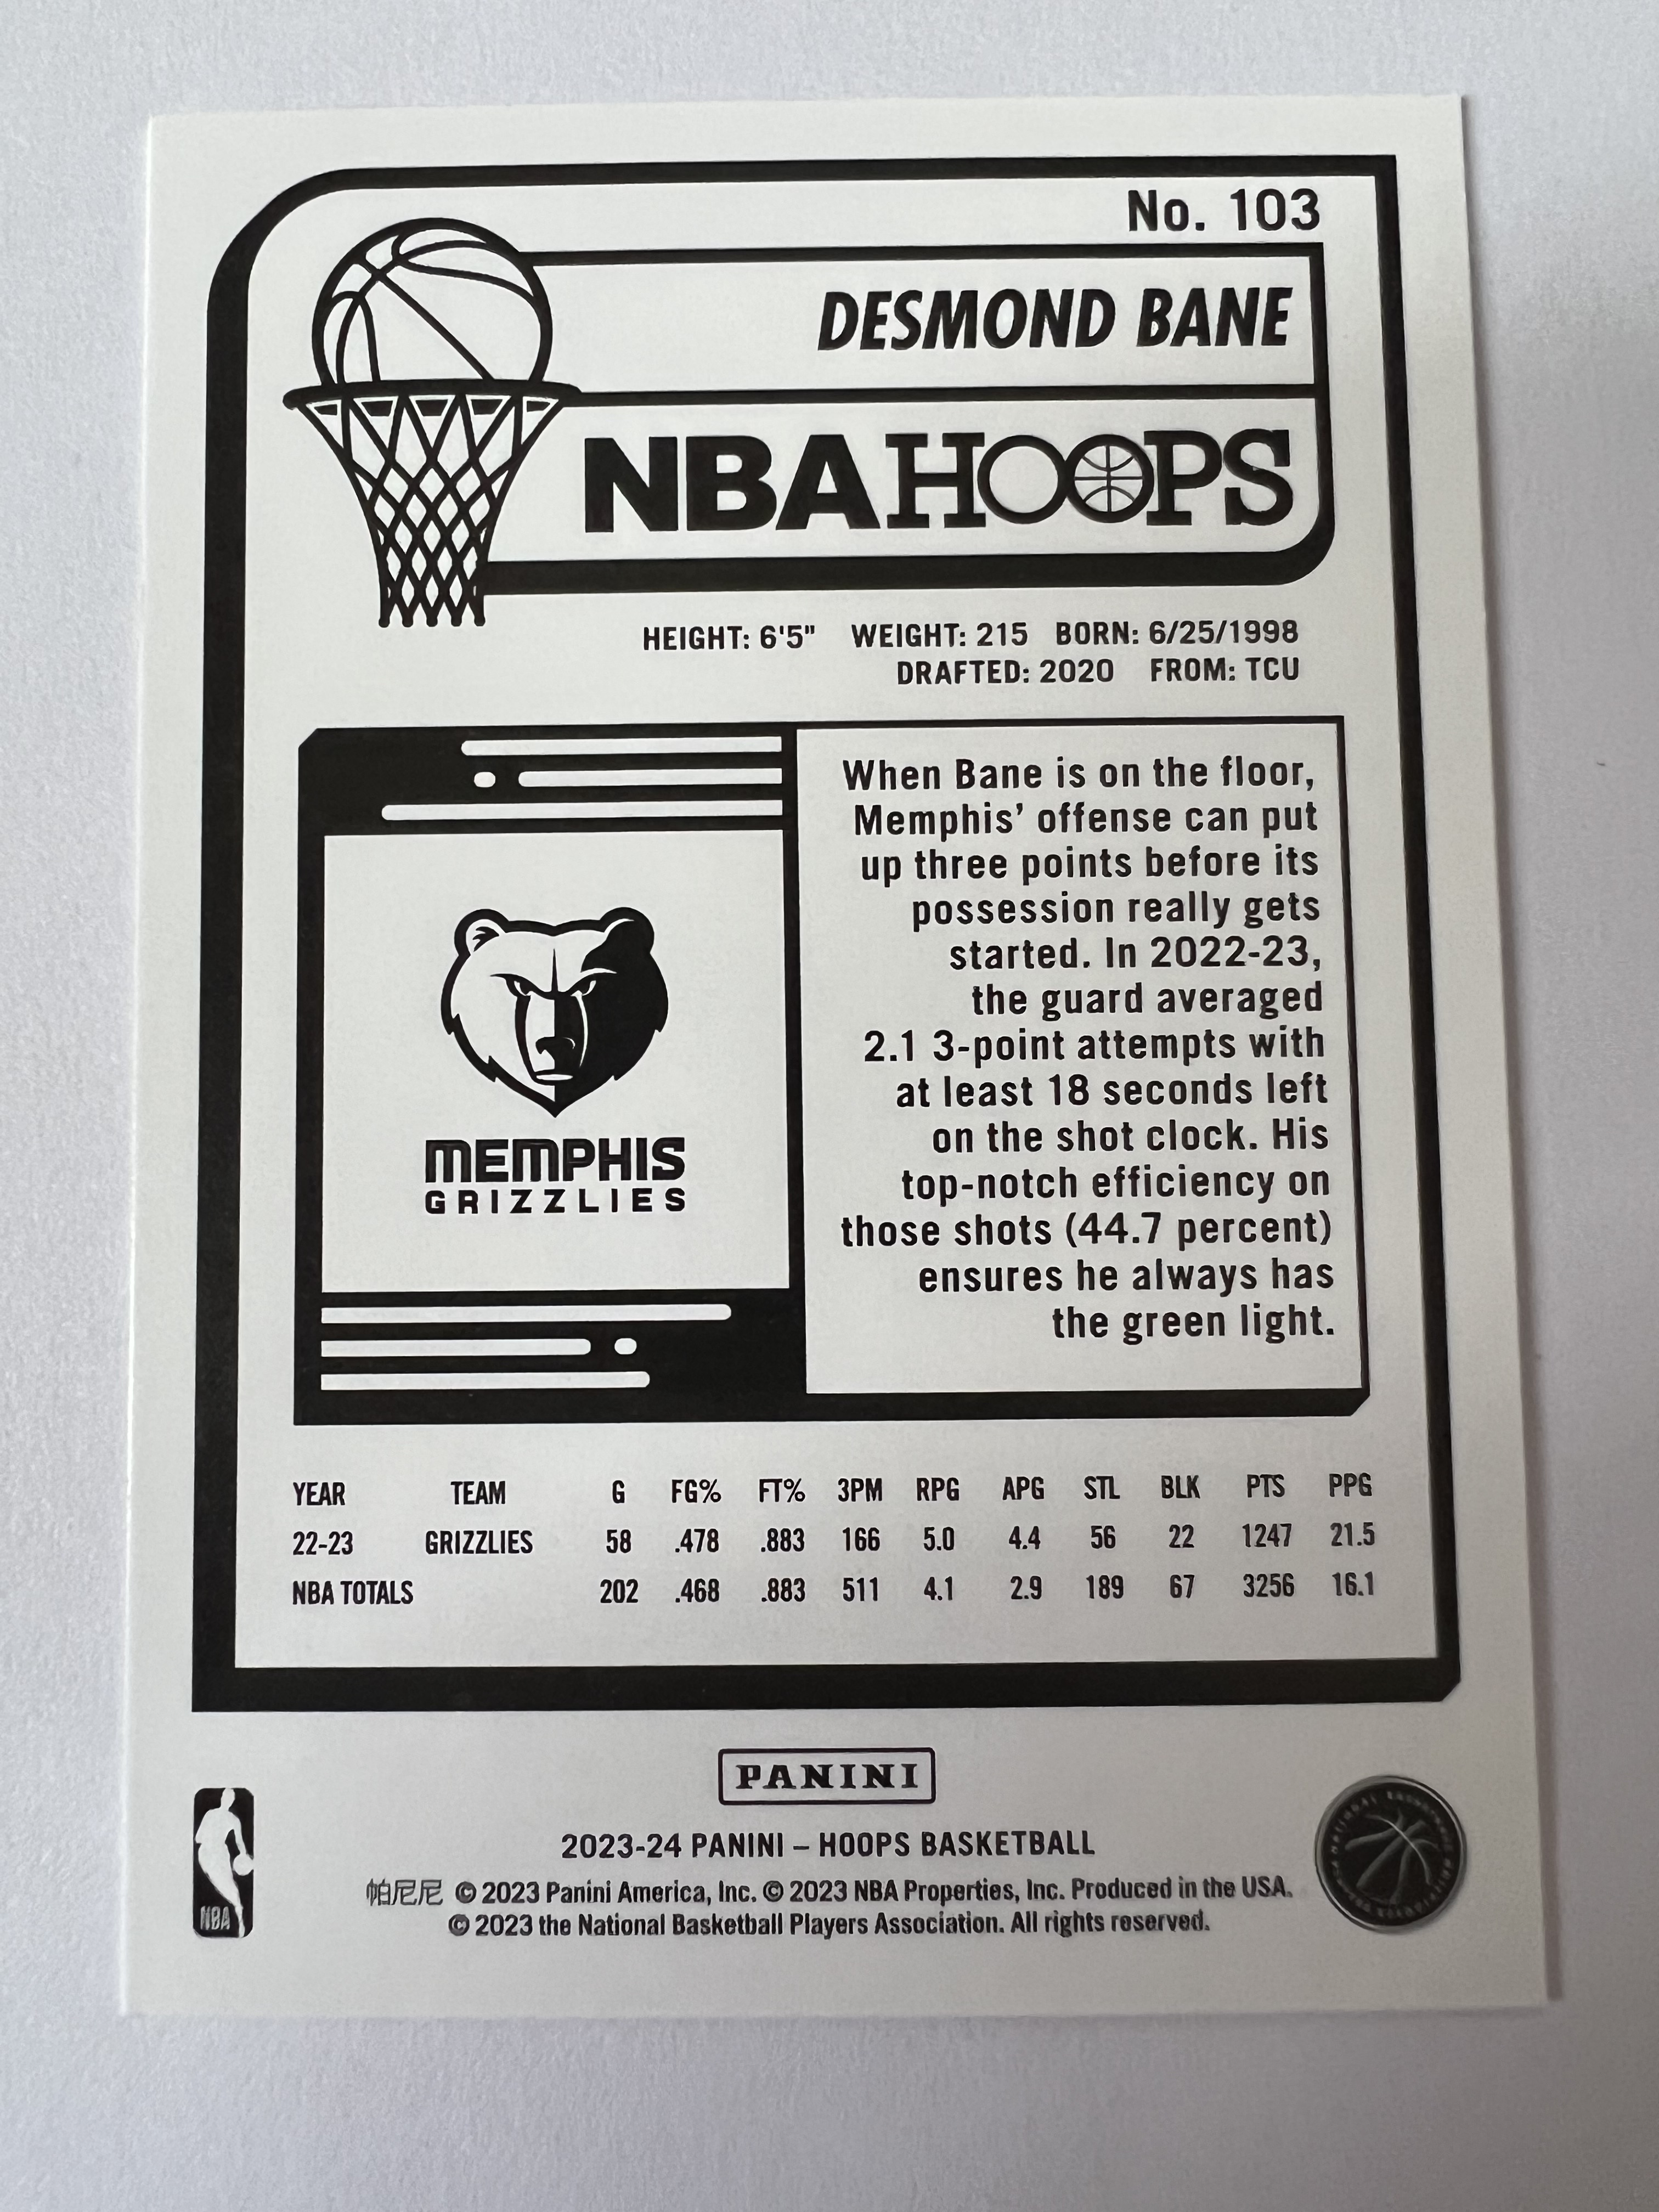 No. 103
DESMOND BANE
NBA HOOPS
HEIGHT: 6'5" WEIGHT: 215 BORN: 6/25/1998
DRAFTED: 2020 FROM: TCU
When Bane is on the floor,
Memphis’ offense can put
up three points before its
possession really gets
started. In 2022-23,
the guard averaged
2.1 3-point attempts with
at least 18 seconds left
on the shot clock. His
top-notch efficiency on
those shots (44.7 percent)
ensures he always has
the green light.
MEMPHIS
GRIZZLIES
YEAR TEAM G FG% FT% 3PM RPG APG STL BLK PTS PPG
22-23 GRIZZLIES 58 .478 .883 166 5.0 4.4 56 22 1247 21.5
NBA TOTALS 202 .468 .883 511 4.1 2.9 189 67 3256 16.1
PANINI
2023-24 PANINI – HOOPS BASKETBALL
帕尼尼 © 2023 Panini America, Inc. © 2023 NBA Properties, Inc. Produced in the USA.
© 2023 the National Basketball Players Association. All rights reserved.
NBA